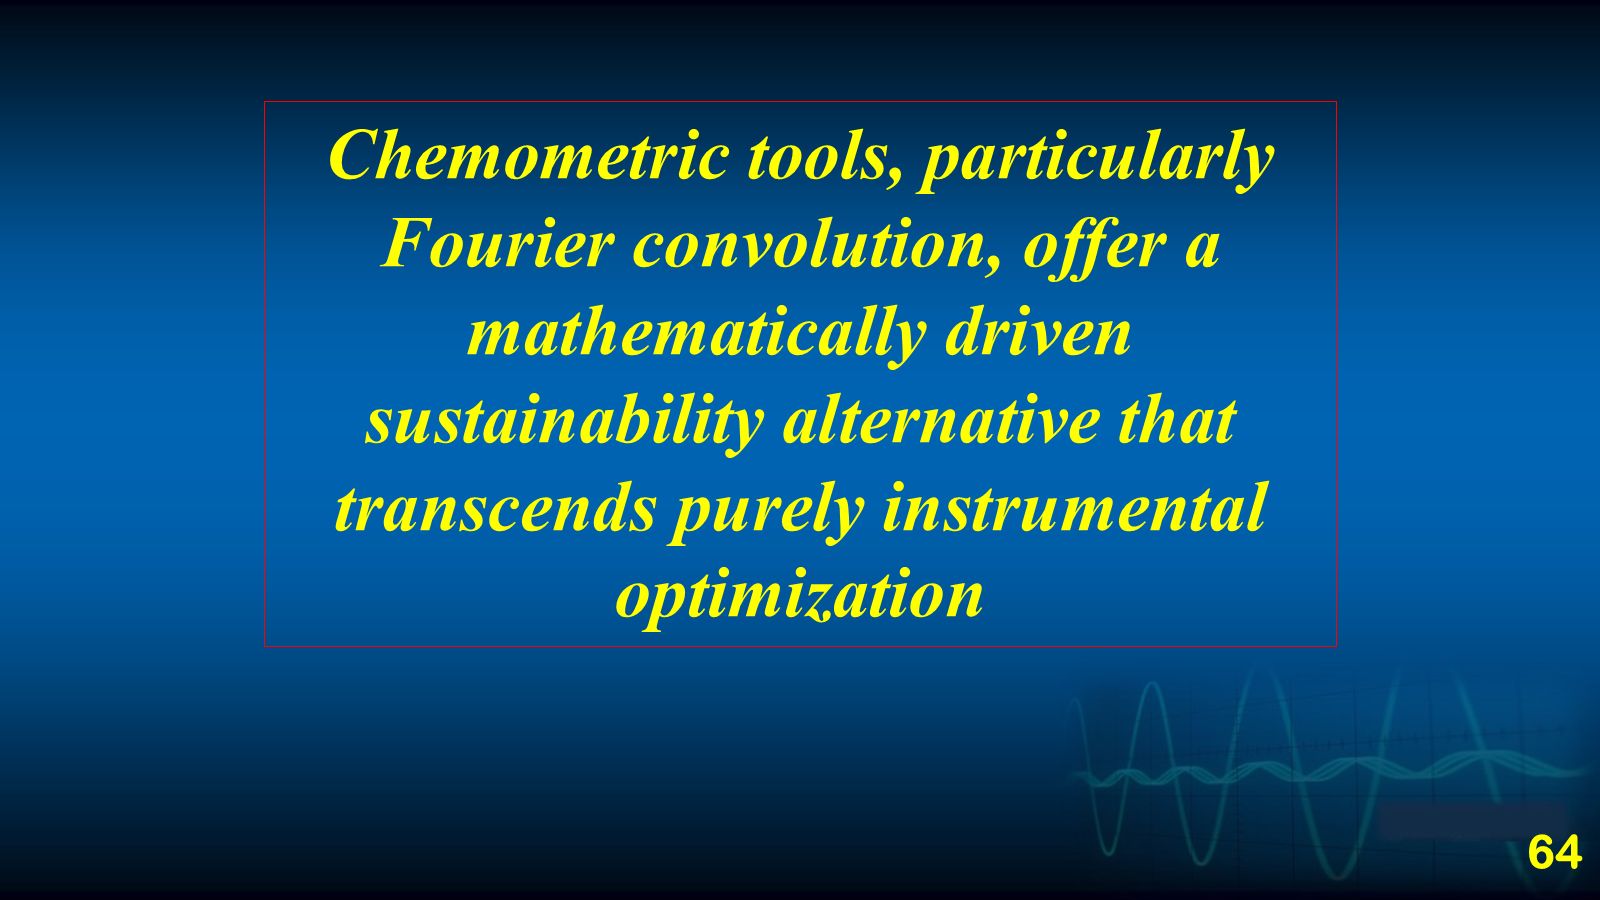 Chemometric tools, particularly
Fourier convolution, offer a
mathematically driven
sustainability alternative that
transcends purely instrumental
optimization
64